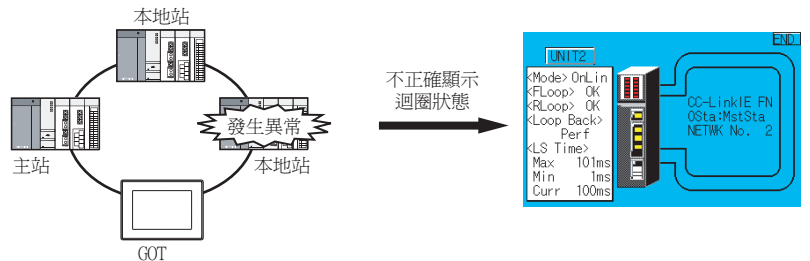 本地站
主站
發生異常
本地站
GOT
不正確顯示
迴圈狀態
END
UNIT2
<Mode> OnLin
<FLoop> OK
<RLoop> OK
<Loop Back>
Perf
<LS Time>
Max 101ms
Min 1ms
Curr 100ms
CC-LinkIE FN
OSta:MstSta
NETWK No. 2